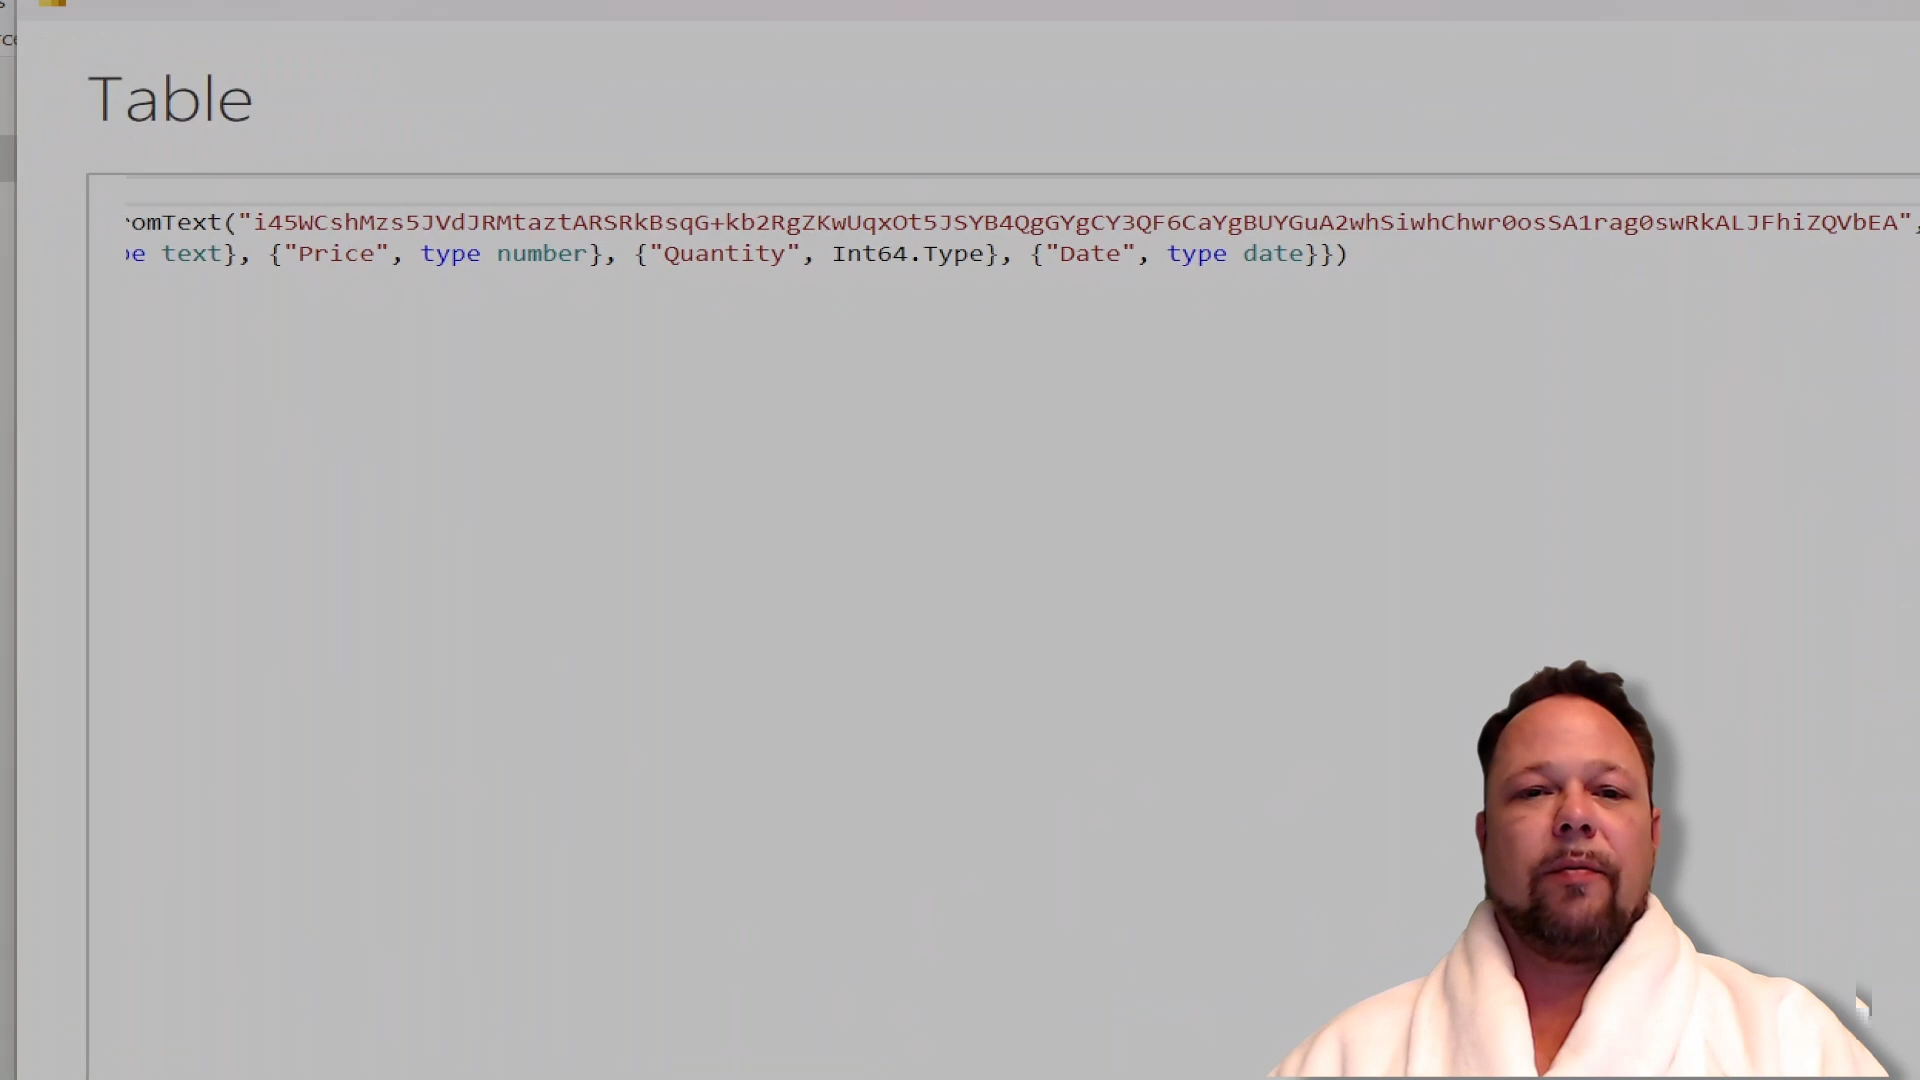 Table
omText("i45WCshMzs5JVdJRMtaztARSRkBsqG+kb2RgZKwUqxOt5JSYB4QgGYgCY3QF6CaYgBUYGuA2whSiwhChwr0osSA1rag0swRkALJFhiZQVbEA",
e text}, {"Price", type number}, {"Quantity", Int64.Type}, {"Date", type date}})